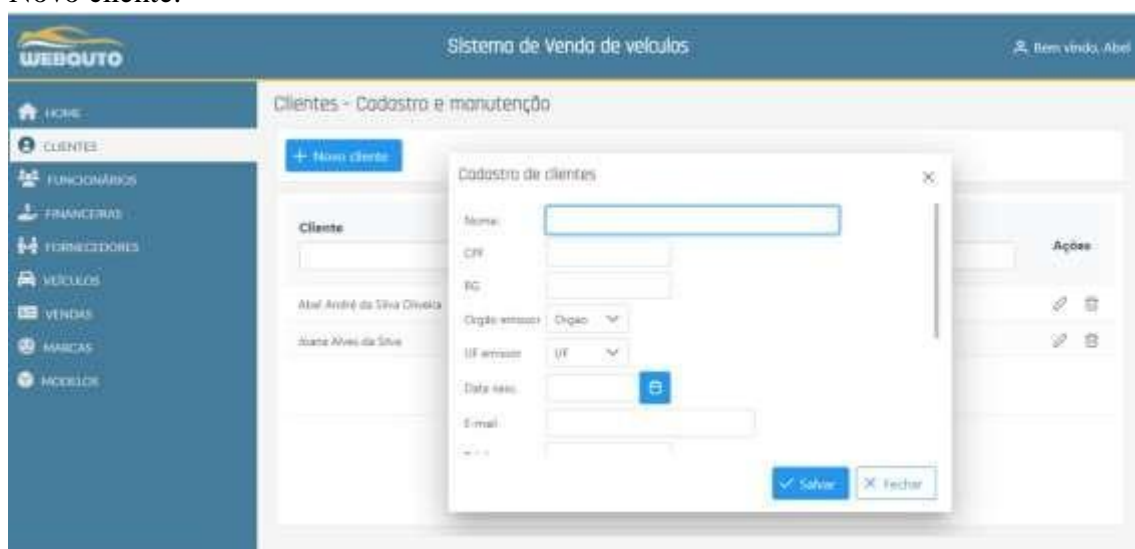 Novo cliente:
WEBAUTO
Sistema de Venda de veículos
Bem vindo, Abel
HOME
CLIENTES
FUNCIONÁRIOS
FINANCEIRAS
FORNECEDORES
VEÍCULOS
VENDAS
MARCAS
MODELOS
Clientes - Cadastro e manutenção
+ Novo cliente
Cliente
Ações
Abel André da Silva Oliveira
Joana Alves da Silva
Cadastro de clientes
Nome:
CPF
RG
Orgão emissor
Orgao
UF emissor
UF
Data nasc.
E-mail
Salvar
Fechar